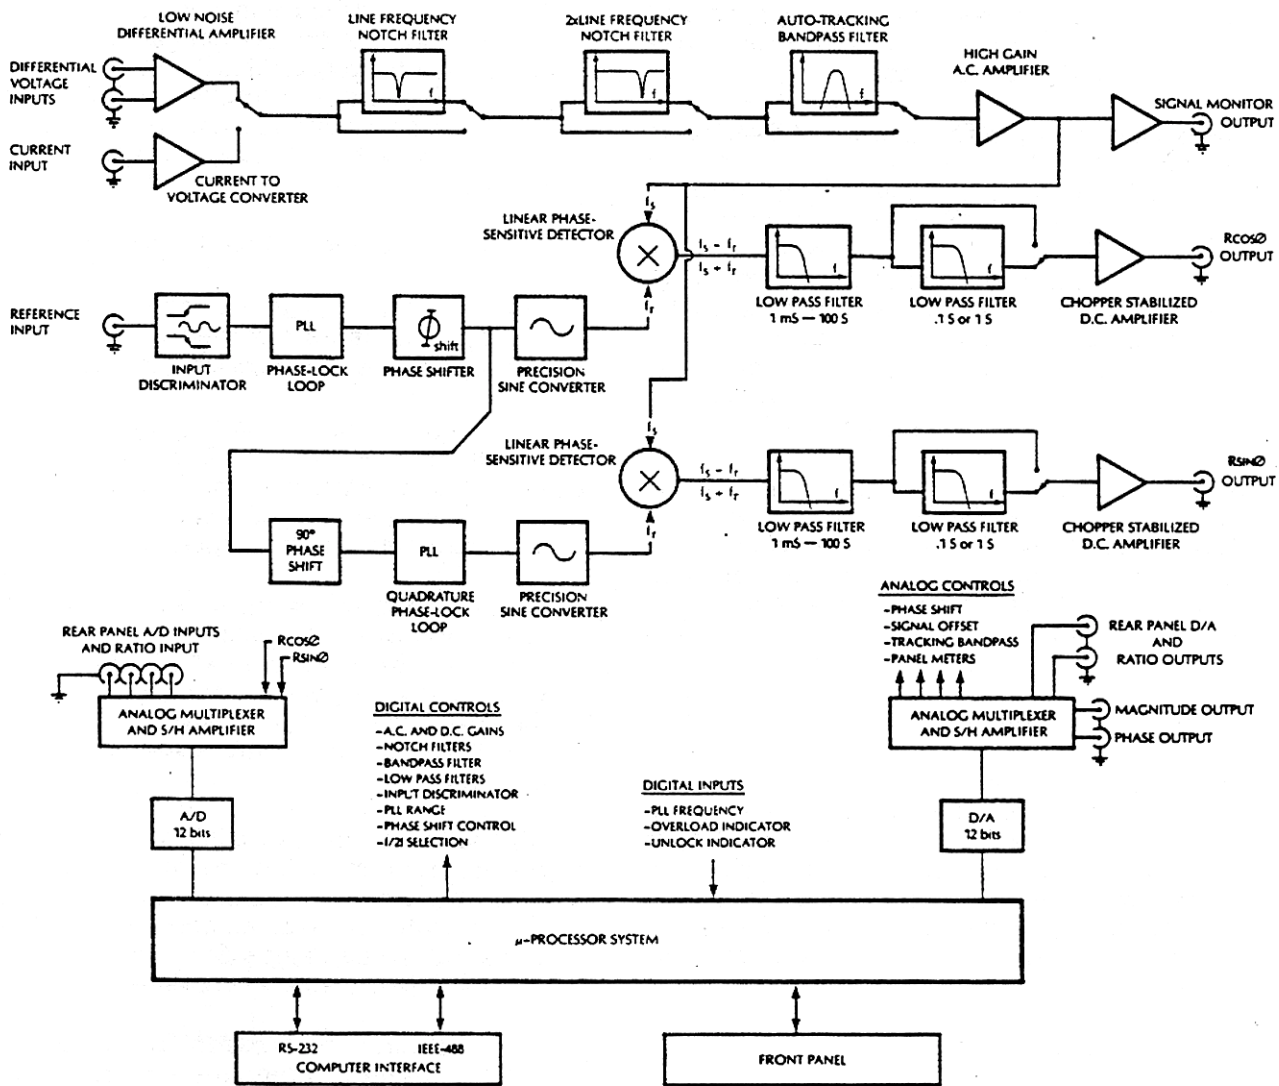 LOW NOISE
DIFFERENTIAL AMPLIFIER
LINE FREQUENCY
NOTCH FILTER
2xLINE FREQUENCY
NOTCH FILTER
AUTO-TRACKING
BANDPASS FILTER
HIGH GAIN
A.C. AMPLIFIER
DIFFERENTIAL
VOLTAGE
INPUTS
f
f
f
SIGNAL MONITOR
OUTPUT
CURRENT
INPUT
CURRENT TO
VOLTAGE CONVERTER
LINEAR PHASE-
SENSITIVE DETECTOR
fs
fs - fr
fs + fr
fr
f
f
LOW PASS FILTER
1 mS — 100 S
LOW PASS FILTER
.1 S or 1 S
CHOPPER STABILIZED
D.C. AMPLIFIER
RCOSØ
OUTPUT
REFERENCE
INPUT
PLL
Φshift
INPUT
DISCRIMINATOR
PHASE-LOCK
LOOP
PHASE SHIFTER
PRECISION
SINE CONVERTER
LINEAR PHASE-
SENSITIVE DETECTOR
fs
fs - fr
fs + fr
fr
f
f
LOW PASS FILTER
1 mS — 100 S
LOW PASS FILTER
.1 S or 1 S
CHOPPER STABILIZED
D.C. AMPLIFIER
RSINØ
OUTPUT
90°
PHASE
SHIFT
PLL
QUADRATURE
PHASE-LOCK
LOOP
PRECISION
SINE CONVERTER
REAR PANEL A/D INPUTS
AND RATIO INPUT
RCOSØ
RSINØ
ANALOG MULTIPLEXER
AND S/H AMPLIFIER
A/D
12 bits
DIGITAL CONTROLS
-A.C. AND D.C. GAINS
-NOTCH FILTERS
-BANDPASS FILTER
-LOW PASS FILTERS
-INPUT DISCRIMINATOR
-PLL RANGE
-PHASE SHIFT CONTROL
-f/2f SELECTION
DIGITAL INPUTS
-PLL FREQUENCY
-OVERLOAD INDICATOR
-UNLOCK INDICATOR
ANALOG CONTROLS
-PHASE SHIFT
-SIGNAL OFFSET
-TRACKING BANDPASS
-PANEL METERS
REAR PANEL D/A
AND
RATIO OUTPUTS
ANALOG MULTIPLEXER
AND S/H AMPLIFIER
MAGNITUDE OUTPUT
PHASE OUTPUT
D/A
12 bits
μ-PROCESSOR SYSTEM
RS-232
IEEE-488
COMPUTER INTERFACE
FRONT PANEL